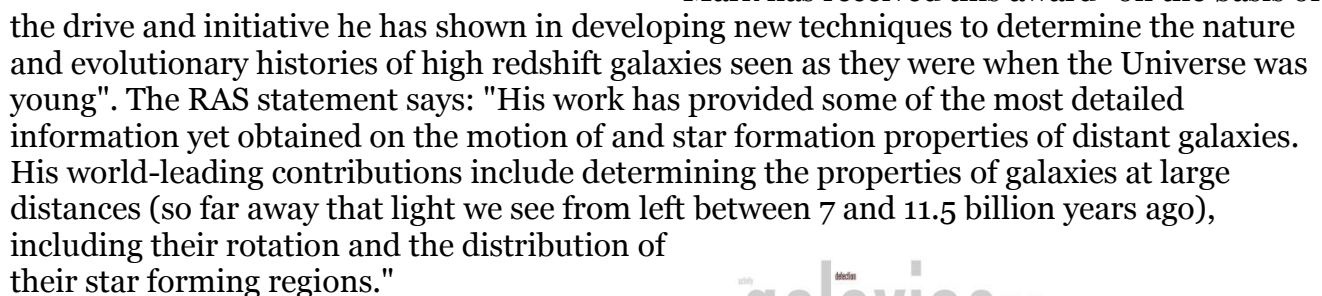 the drive and initiative he has shown in developing new techniques to determine the nature
and evolutionary histories of high redshift galaxies seen as they were when the Universe was
young". The RAS statement says: "His work has provided some of the most detailed
information yet obtained on the motion of and star formation properties of distant galaxies.
His world-leading contributions include determining the properties of galaxies at large
distances (so far away that light we see from left between 7 and 11.5 billion years ago),
including their rotation and the distribution of
their star forming regions."